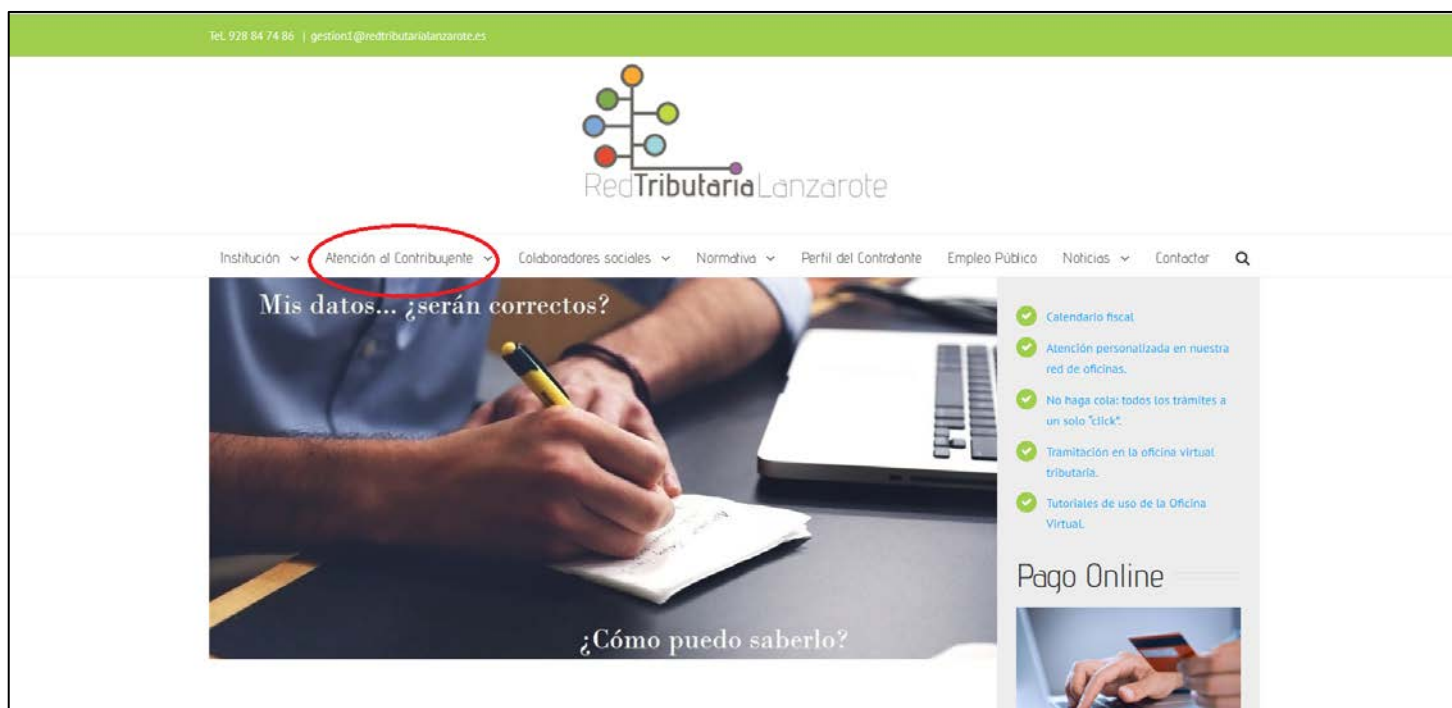 Tel. 928 84 74 86 | gestion1@redtributarialanzarote.es
RedTributariaLanzarote
Institución Atención al Contribuyente Colaboradores sociales Normativa Perfil del Contratante Empleo Público Noticias Contactar
Mis datos... ¿serán correctos?
¿Cómo puedo saberlo?
Calendario fiscal
Atención personalizada en nuestra
red de oficinas.
No haga cola: todos los trámites a
un solo "click".
Tramitación en la oficina virtual
tributaria.
Tutoriales de uso de la Oficina
Virtual.
Pago Online